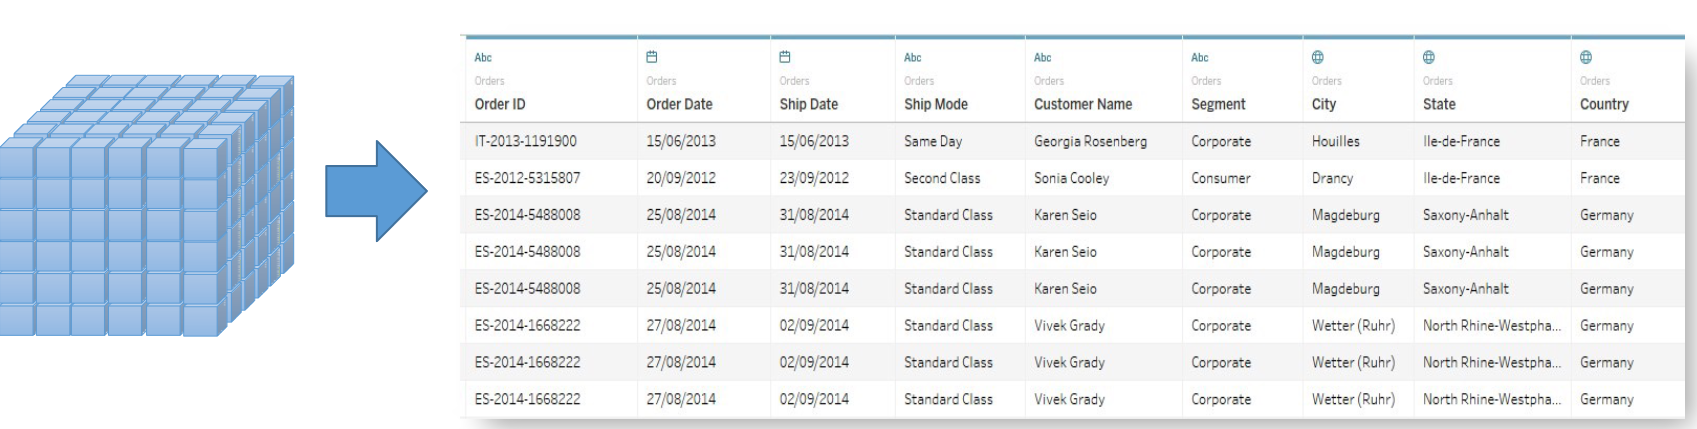 Abc Abc Abc Abc
Orders Orders Orders Orders Orders Orders Orders Orders Orders
Order ID Order Date Ship Date Ship Mode Customer Name Segment City State Country
IT-2013-1191900 15/06/2013 15/06/2013 Same Day Georgia Rosenberg Corporate Houilles Ile-de-France France
ES-2012-5315807 20/09/2012 23/09/2012 Second Class Sonia Cooley Consumer Drancy Ile-de-France France
ES-2014-5488008 25/08/2014 31/08/2014 Standard Class Karen Seio Corporate Magdeburg Saxony-Anhalt Germany
ES-2014-5488008 25/08/2014 31/08/2014 Standard Class Karen Seio Corporate Magdeburg Saxony-Anhalt Germany
ES-2014-5488008 25/08/2014 31/08/2014 Standard Class Karen Seio Corporate Magdeburg Saxony-Anhalt Germany
ES-2014-1668222 27/08/2014 02/09/2014 Standard Class Vivek Grady Corporate Wetter (Ruhr) North Rhine-Westpha... Germany
ES-2014-1668222 27/08/2014 02/09/2014 Standard Class Vivek Grady Corporate Wetter (Ruhr) North Rhine-Westpha... Germany
ES-2014-1668222 27/08/2014 02/09/2014 Standard Class Vivek Grady Corporate Wetter (Ruhr) North Rhine-Westpha... Germany